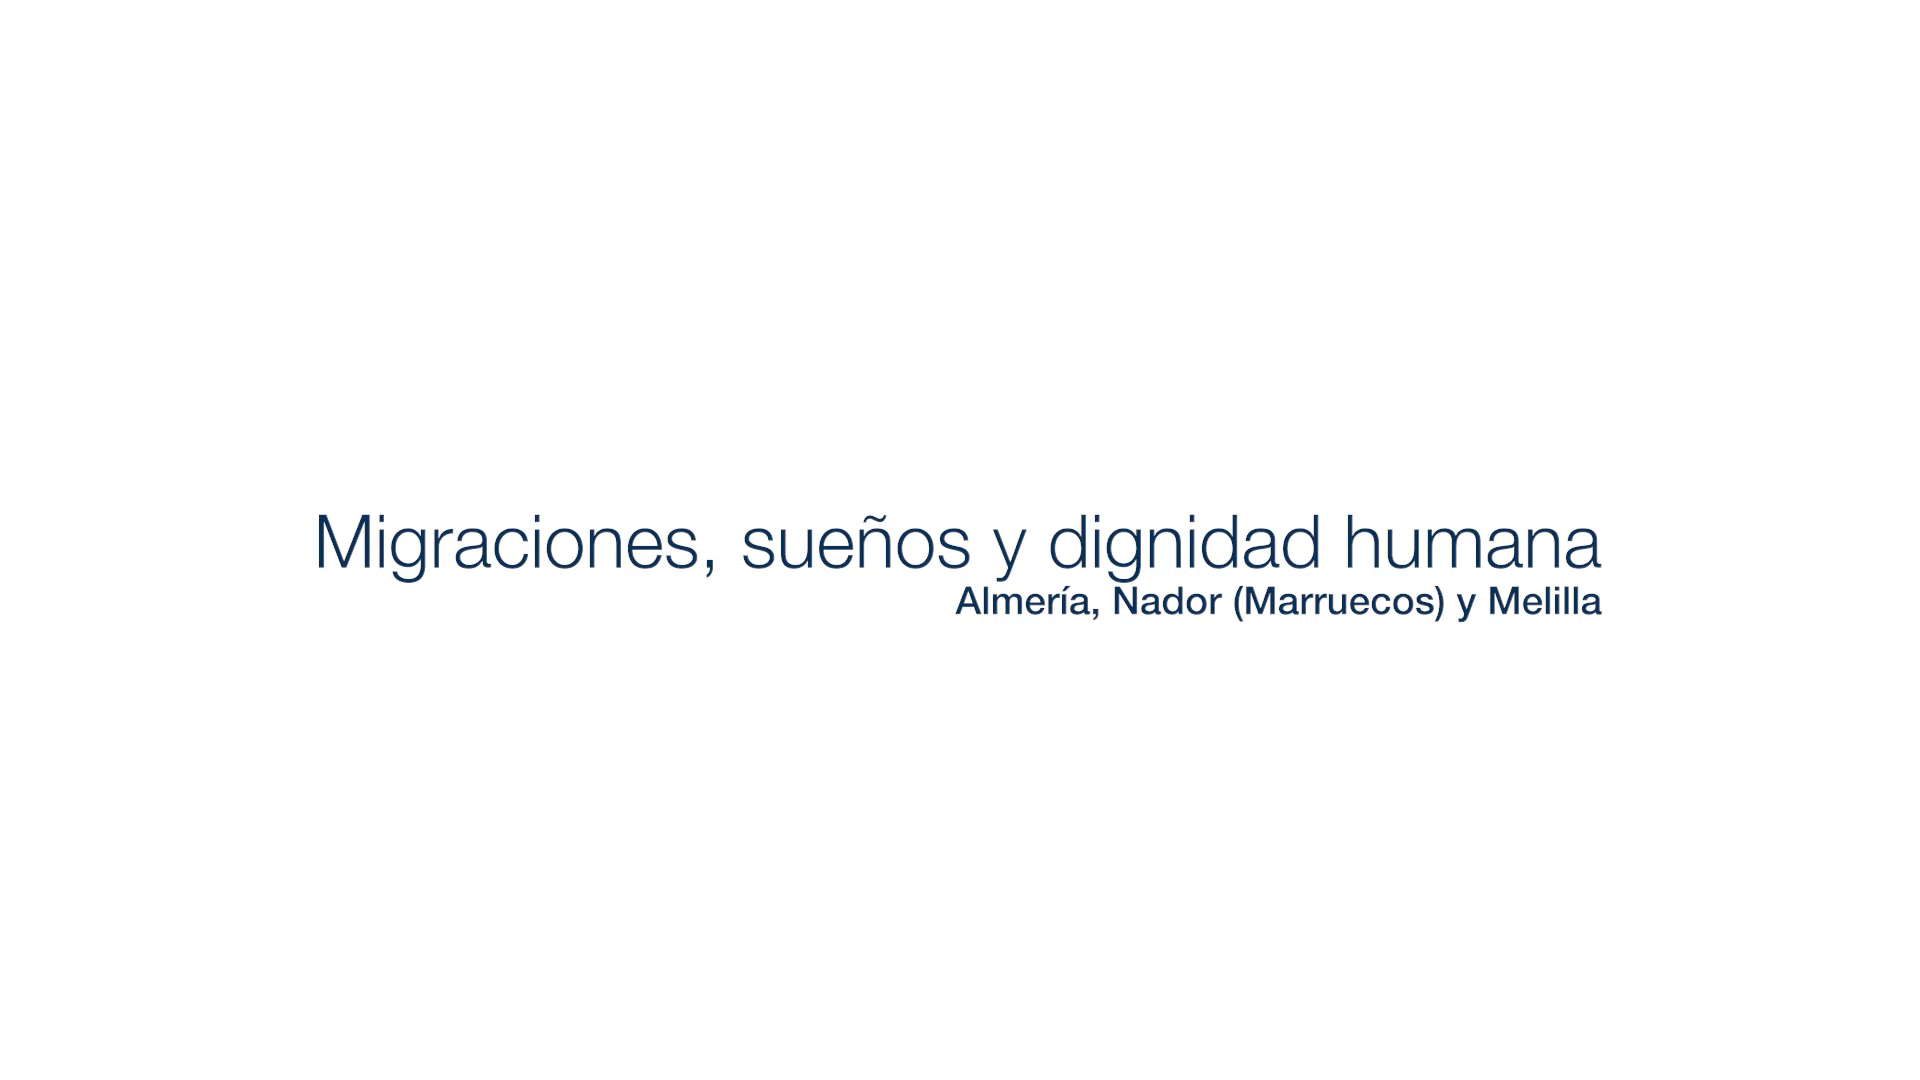 Migraciones, sueños y dignidad humana
Almería, Nador (Marruecos) y Melilla